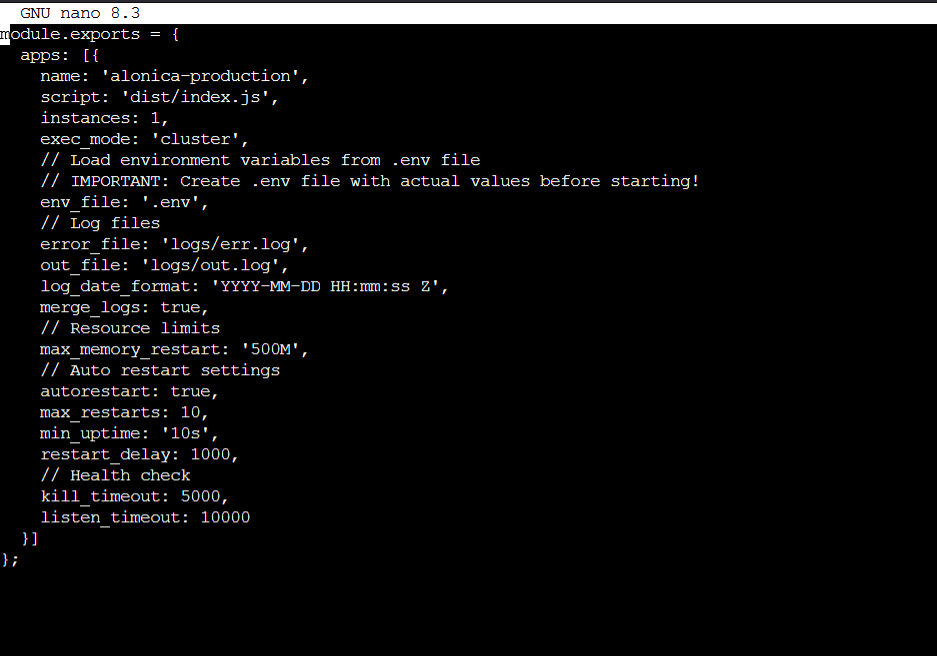 GNU nano 8.3
module.exports = {
  apps: [{
    name: 'alonica-production',
    script: 'dist/index.js',
    instances: 1,
    exec_mode: 'cluster',
    // Load environment variables from .env file
    // IMPORTANT: Create .env file with actual values before starting!
    env_file: '.env',
    // Log files
    error_file: 'logs/err.log',
    out_file: 'logs/out.log',
    log_date_format: 'YYYY-MM-DD HH:mm:ss Z',
    merge_logs: true,
    // Resource limits
    max_memory_restart: '500M',
    // Auto restart settings
    autorestart: true,
    max_restarts: 10,
    min_uptime: '10s',
    restart_delay: 1000,
    // Health check
    kill_timeout: 5000,
    listen_timeout: 10000
  }]
};